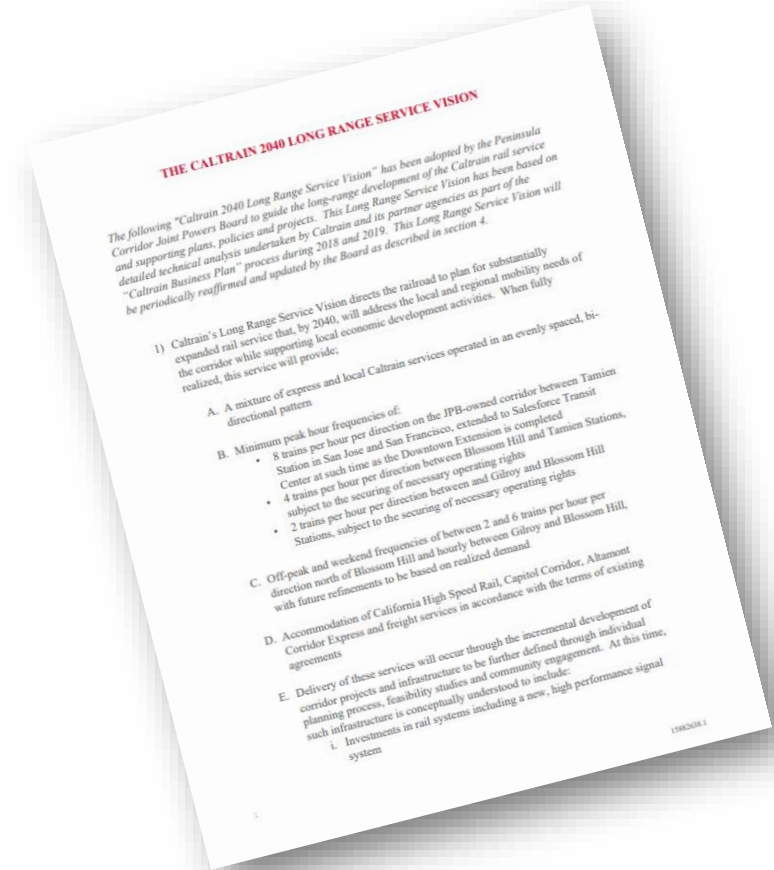 THE CALTRAIN 2040 LONG RANGE SERVICE VISION
The following "Caltrain 2040 Long Range Service Vision" has been adopted by the Peninsula
Corridor Joint Powers Board to guide the long-range development of the Caltrain rail service
and supporting plans, policies and projects. This Long Range Service Vision has been based on
detailed technical analysis undertaken by Caltrain and its partner agencies as part of the
"Caltrain Business Plan" process during 2018 and 2019. This Long Range Service Vision will
be periodically reaffirmed and updated by the Board as described in section 4.
1) Caltrain's Long Range Service Vision directs the railroad to plan for substantially
expanded rail service that, by 2040, will address the local and regional mobility needs of
the corridor while supporting local economic development activities. When fully
realized, this service will provide;
A. A mixture of express and local Caltrain services operated in an evenly spaced, bi-
directional pattern
B. Minimum peak hour frequencies of:
• 8 trains per hour per direction on the JPB-owned corridor between Tamien
Station in San Jose and San Francisco, extended to Salesforce Transit
Center at such time as the Downtown Extension is completed
• 4 trains per hour per direction between Blossom Hill and Tamien Stations,
subject to the securing of necessary operating rights
• 2 trains per hour per direction between and Gilroy and Blossom Hill
Stations, subject to the securing of necessary operating rights
C. Off-peak and weekend frequencies of between 2 and 6 trains per hour per
direction north of Blossom Hill and hourly between Gilroy and Blossom Hill,
with future refinements to be based on realized demand
D. Accommodation of California High Speed Rail, Capitol Corridor, Altamont
Corridor Express and freight services in accordance with the terms of existing
agreements
E. Delivery of these services will occur through the incremental development of
corridor projects and infrastructure to be further defined through individual
planning process, feasibility studies and community engagement. At this time,
such infrastructure is conceptually understood to include:
i. Investments in rail systems including a new, high performance signal
system